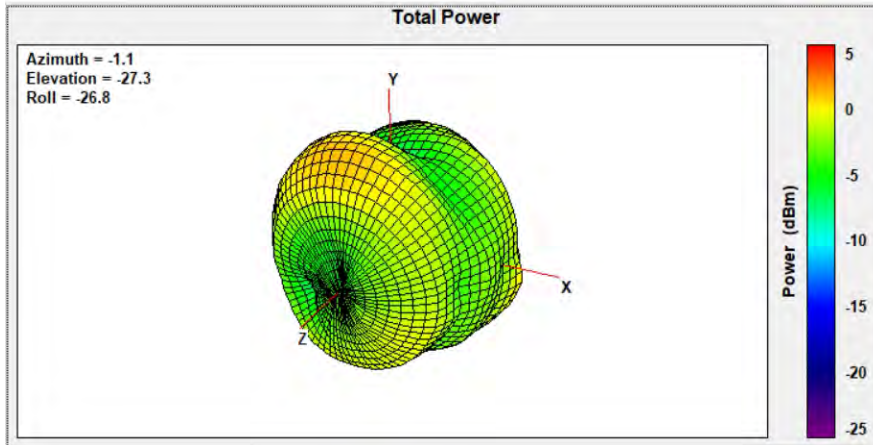 Total Power
Azimuth = -1.1
Elevation = -27.3
Roll = -26.8
Y
X
Z
5
0
-5
-10
-15
-20
-25
Power (dBm)